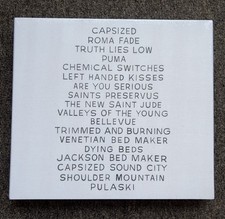 CAPSIZED
ROMA FADE
TRUTH LIES LOW
PUMA
CHEMICAL SWITCHES
LEFT HANDED KISSES
ARE YOU SERIOUS
SAINTS PRESERVUS
THE NEW SAINT JUDE
VALLEYS OF THE YOUNG
BELLEVUE
TRIMMED AND BURNING
VENETIAN BED MAKER
DYING BEDS
JACKSON BED MAKER
CAPSIZED SOUND CITY
SHOULDER MOUNTAIN
PULASKI